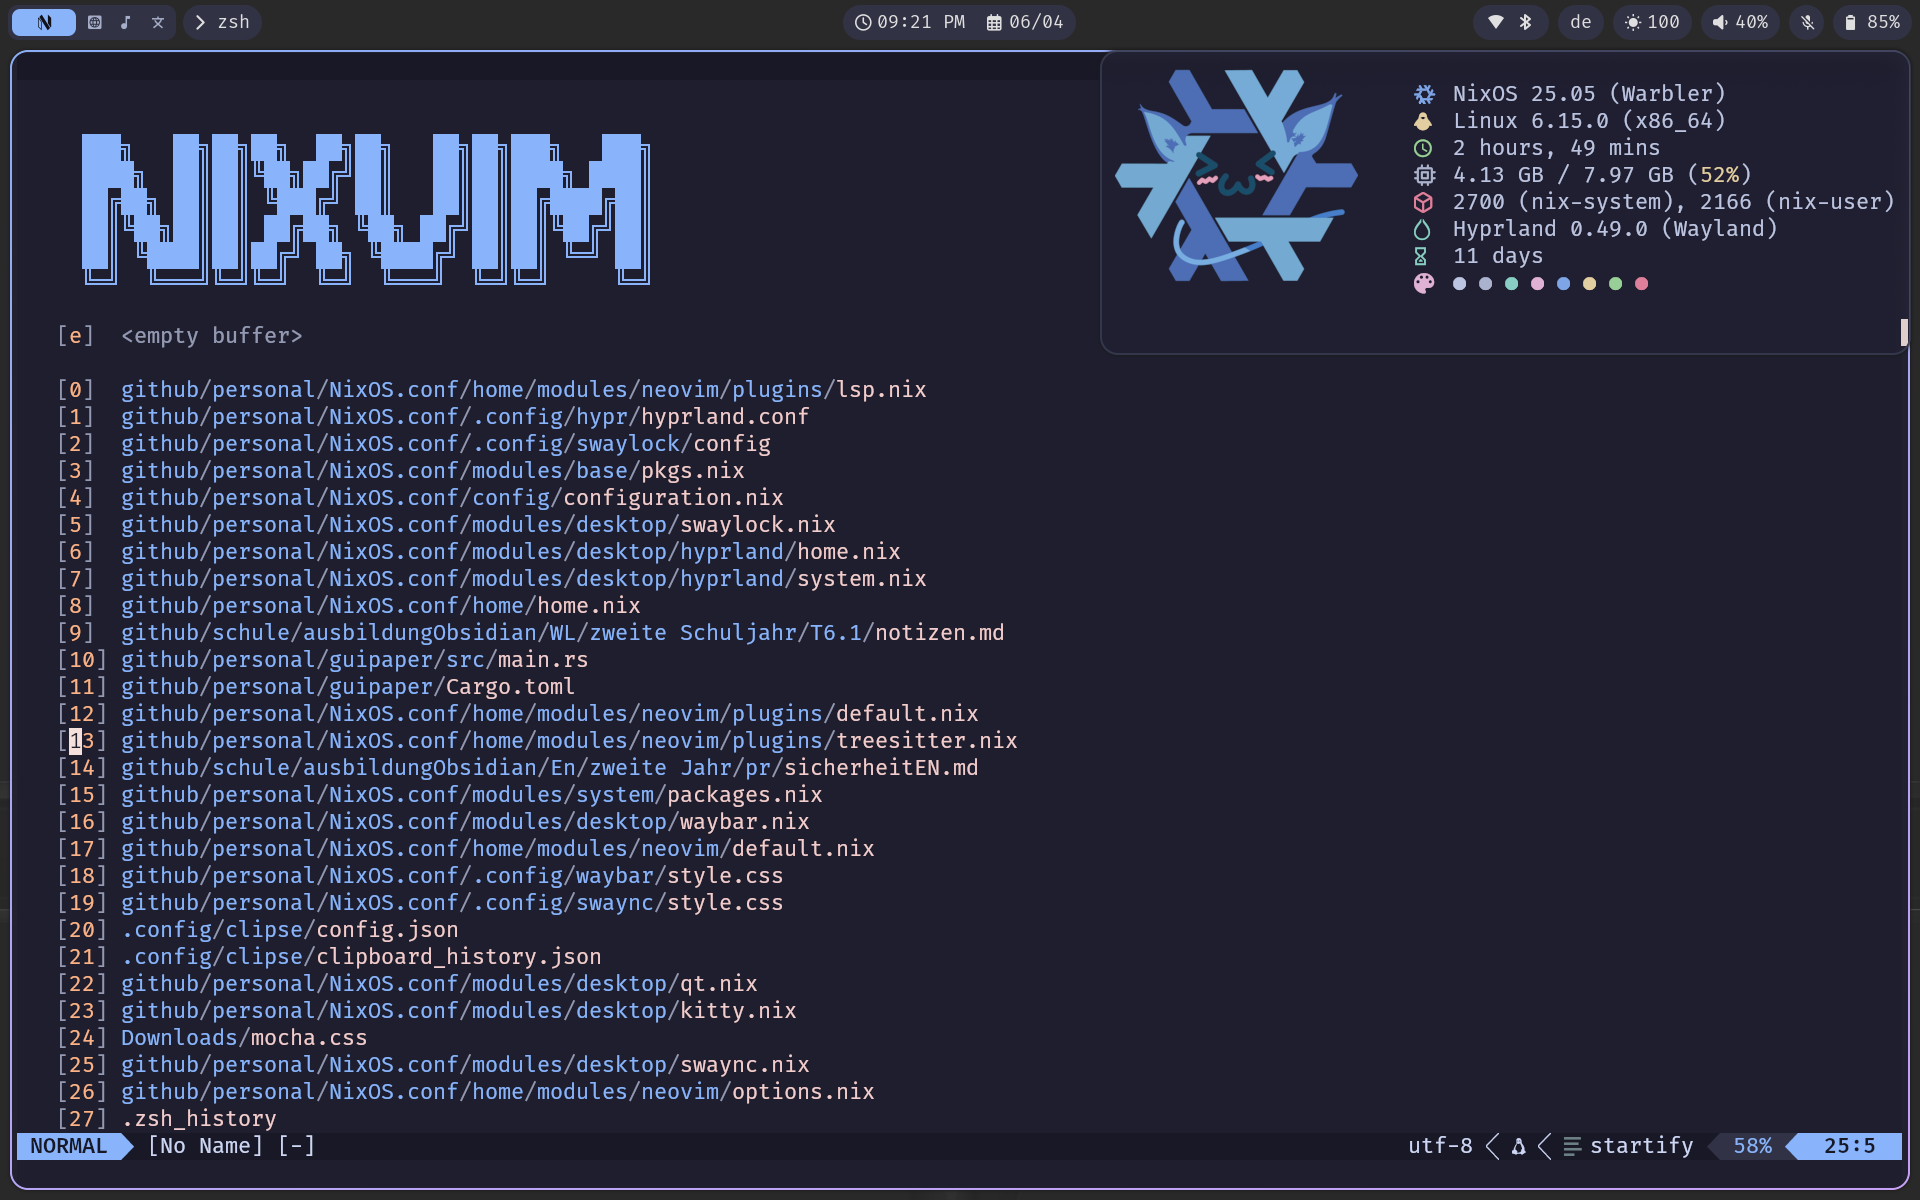 zsh
09:21 PM 06/04
de 100 40% 85%
NIXVIM
NixOS 25.05 (Warbler)
Linux 6.15.0 (x86_64)
2 hours, 49 mins
4.13 GB / 7.97 GB (52%)
2700 (nix-system), 2166 (nix-user)
Hyprland 0.49.0 (Wayland)
11 days
[e] <empty buffer>
[0] github/personal/NixOS.conf/home/modules/neovim/plugins/lsp.nix
[1] github/personal/NixOS.conf/.config/hypr/hyprland.conf
[2] github/personal/NixOS.conf/.config/swaylock/config
[3] github/personal/NixOS.conf/modules/base/pkgs.nix
[4] github/personal/NixOS.conf/config/configuration.nix
[5] github/personal/NixOS.conf/modules/desktop/swaylock.nix
[6] github/personal/NixOS.conf/modules/desktop/hyprland/home.nix
[7] github/personal/NixOS.conf/modules/desktop/hyprland/system.nix
[8] github/personal/NixOS.conf/home/home.nix
[9] github/schule/ausbildungObsidian/WL/zweite Schuljahr/T6.1/notizen.md
[10] github/personal/guipaper/src/main.rs
[11] github/personal/guipaper/Cargo.toml
[12] github/personal/NixOS.conf/home/modules/neovim/plugins/default.nix
[13] github/personal/NixOS.conf/home/modules/neovim/plugins/treesitter.nix
[14] github/schule/ausbildungObsidian/En/zweite Jahr/pr/sicherheitEN.md
[15] github/personal/NixOS.conf/modules/system/packages.nix
[16] github/personal/NixOS.conf/modules/desktop/waybar.nix
[17] github/personal/NixOS.conf/home/modules/neovim/default.nix
[18] github/personal/NixOS.conf/.config/waybar/style.css
[19] github/personal/NixOS.conf/.config/swaync/style.css
[20] .config/clipse/config.json
[21] .config/clipse/clipboard_history.json
[22] github/personal/NixOS.conf/modules/desktop/qt.nix
[23] github/personal/NixOS.conf/modules/desktop/kitty.nix
[24] Downloads/mocha.css
[25] github/personal/NixOS.conf/modules/desktop/swaync.nix
[26] github/personal/NixOS.conf/home/modules/neovim/options.nix
[27] .zsh_history
NORMAL [No Name] [-] utf-8 startify 58% 25:5